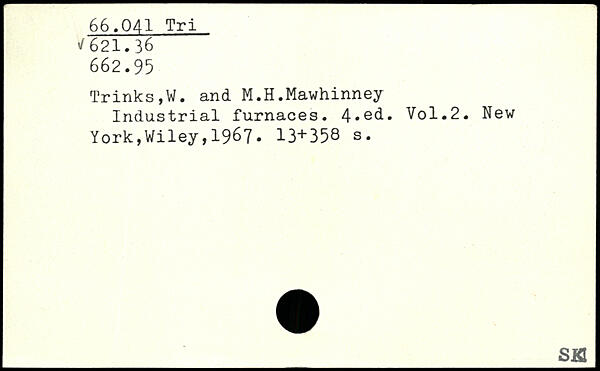 66.041 Tri
√621.36
662.95
Trinks,W. and M.H.Mawhinney
Industrial furnaces. 4.ed. Vol.2. New
York,Wiley,1967. 13+358 s.